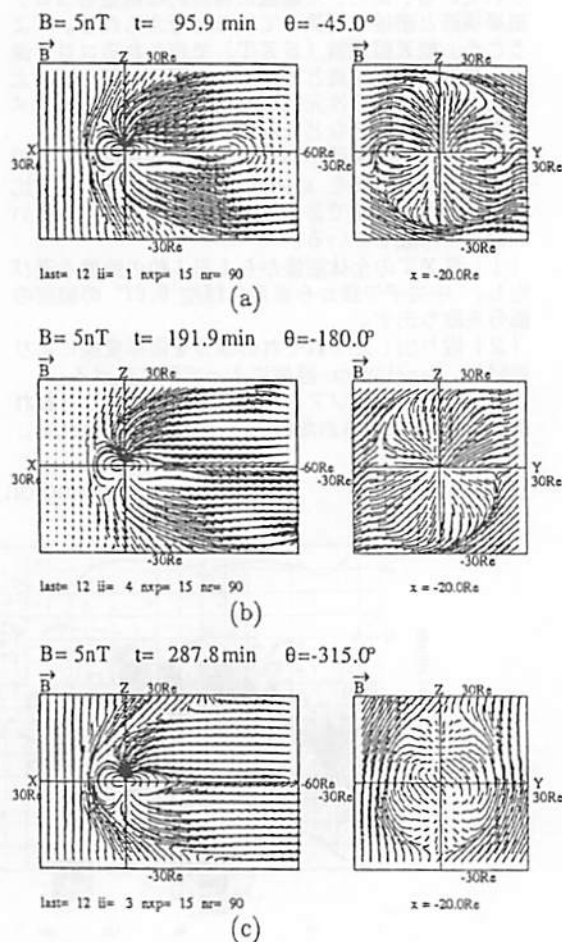 B= 5nT t= 95.9 min θ=-45.0°
B Z 30Re
X 30Re -60Re -30Re Y 30Re
-30Re -30Re
last= 12 ii= 1 nxp= 15 nr= 90 x = -20.0Re
(a)
B= 5nT t= 191.9 min θ=-180.0°
B Z 30Re B Z 30Re
X 30Re -60Re -30Re Y 30Re
-30Re -30Re
last= 12 ii= 4 nxp= 15 nr= 90 x = -20.0Re
(b)
B= 5nT t= 287.8 min θ=-315.0°
B Z 30Re B Z 30Re
X 30Re -60Re -30Re Y 30Re
-30Re -30Re
last= 12 ii= 3 nxp= 15 nr= 90 x = -20.0Re
(c)